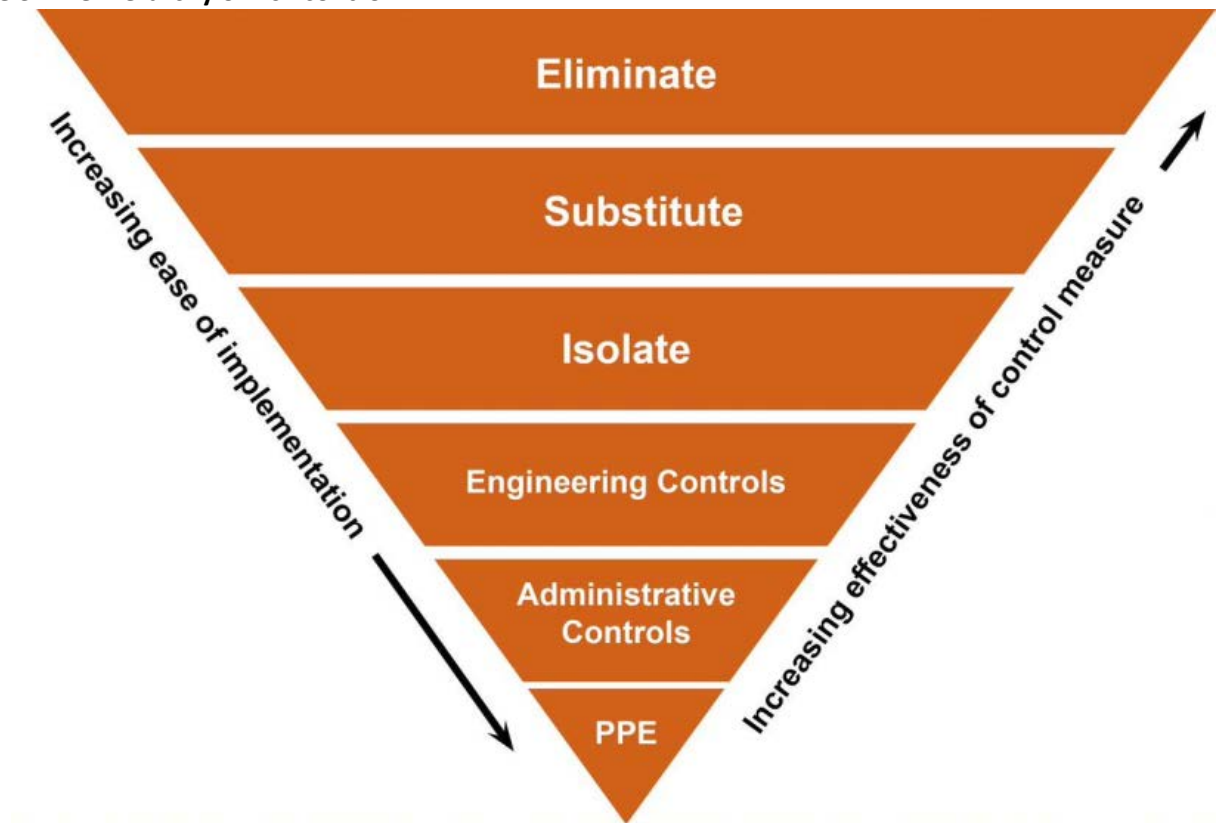 Eliminate
Substitute
Isolate
Engineering Controls
Administrative
Controls
PPE
Increasing ease of implementation
Increasing effectiveness of control measure